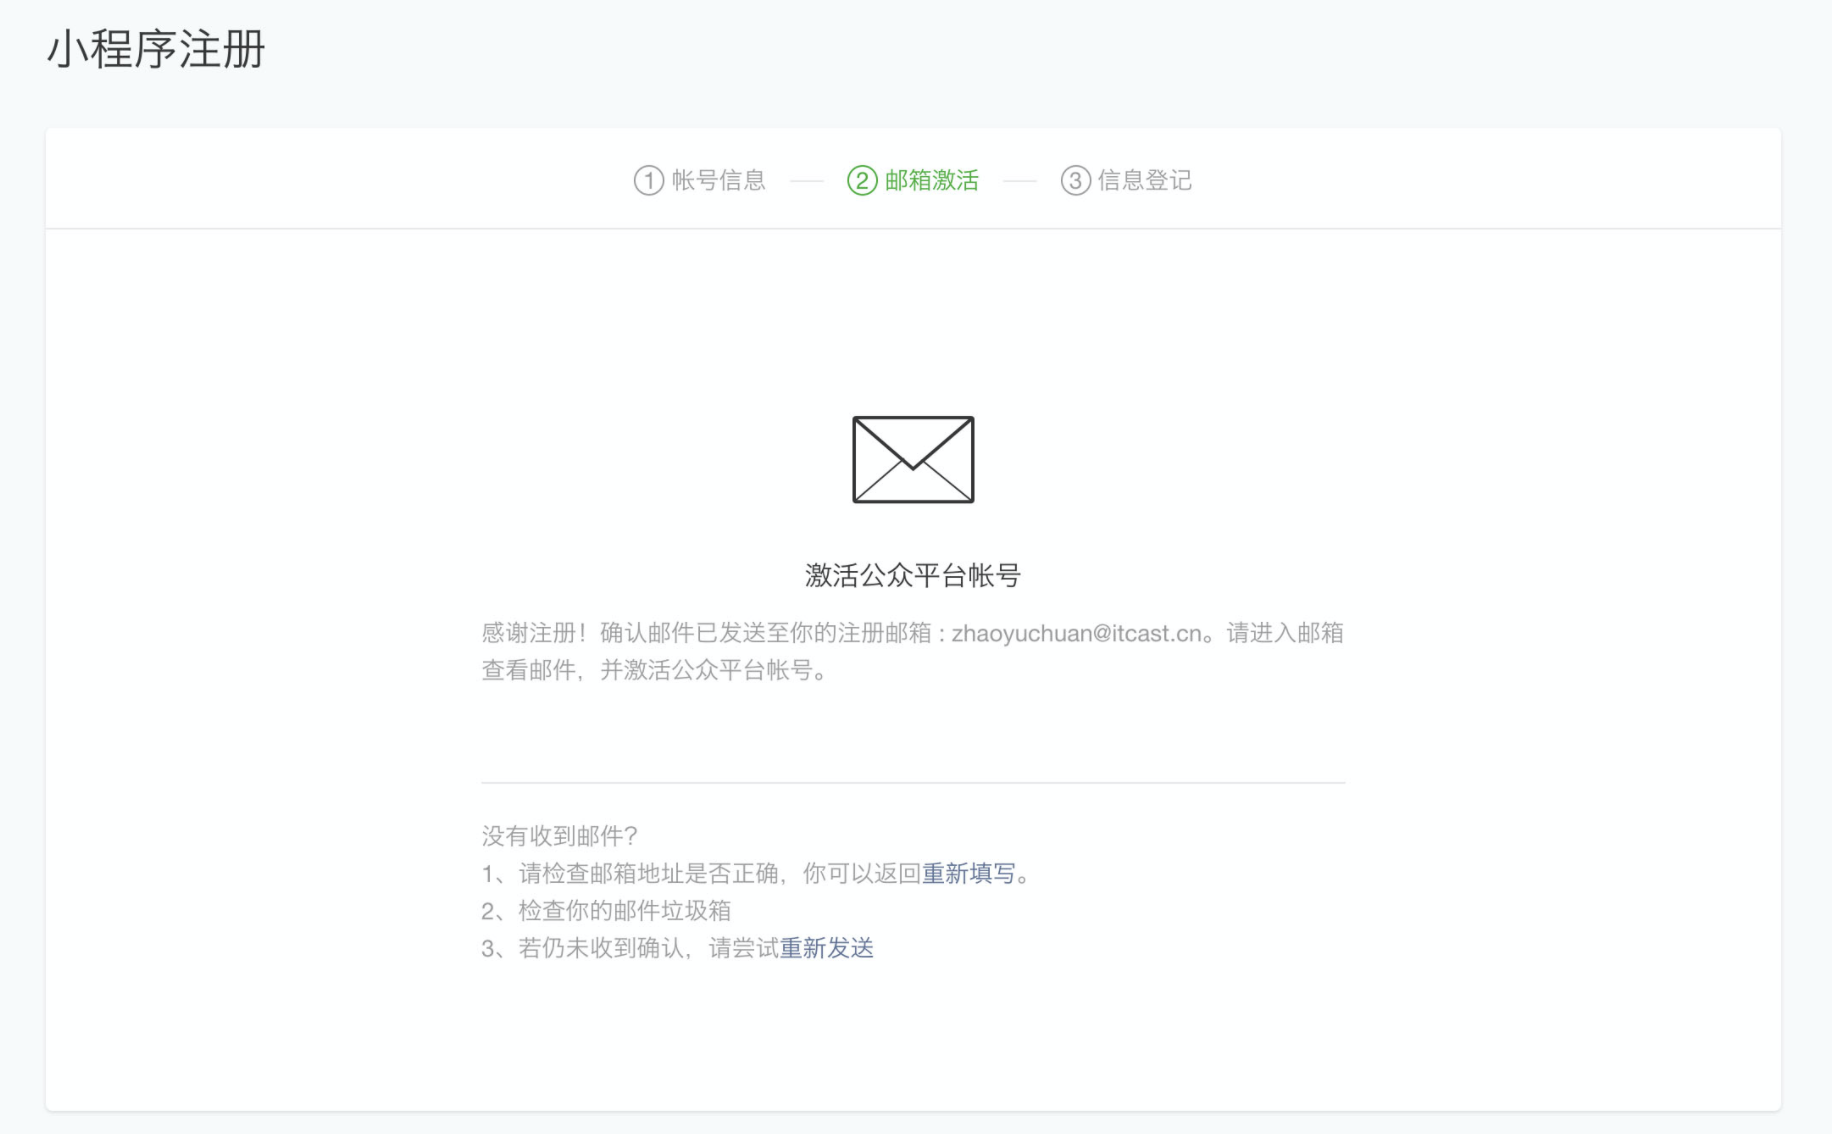 小程序注册
① 帐号信息 — ② 邮箱激活 — ③ 信息登记
激活公众平台帐号
感谢注册！确认邮件已发送至你的注册邮箱 : zhaoyuchuan@itcast.cn。请进入邮箱
查看邮件，并激活公众平台帐号。
没有收到邮件？
1、请检查邮箱地址是否正确，你可以返回重新填写。
2、检查你的邮件垃圾箱
3、若仍未收到确认，请尝试重新发送